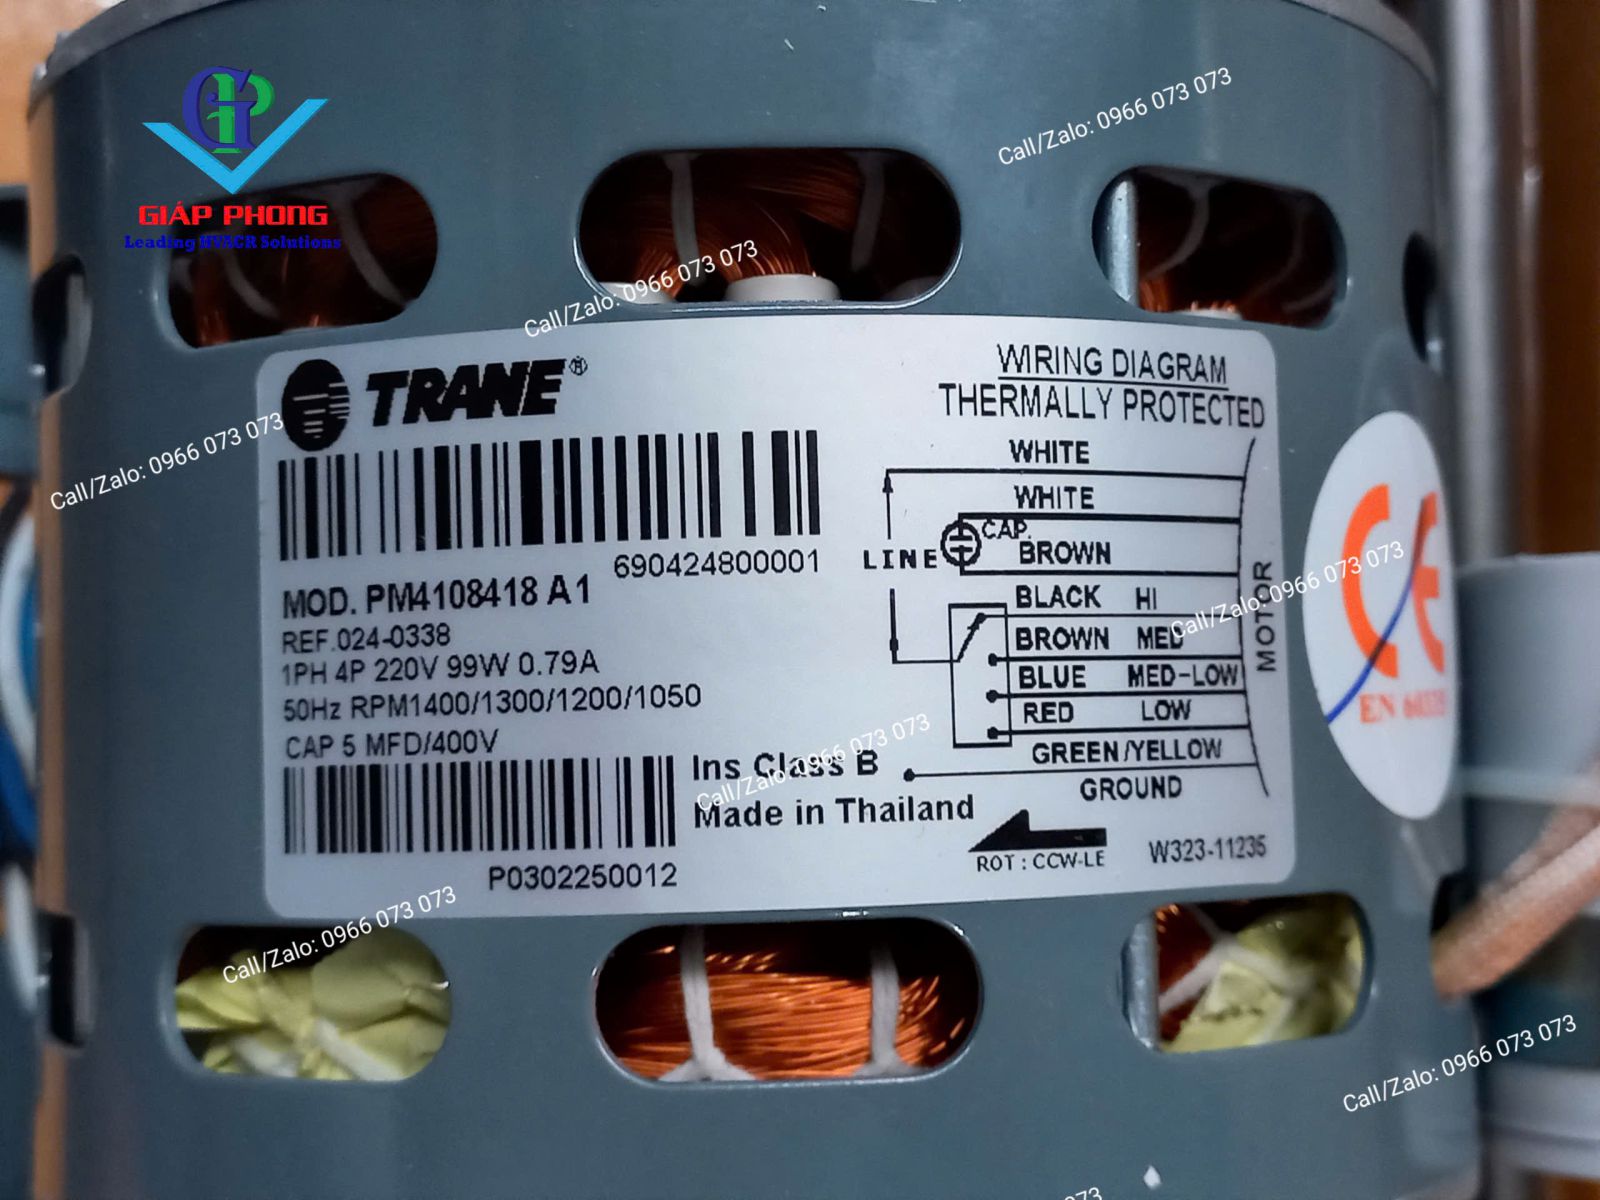 GP
GIÁP PHONG
Leading HVACR Solutions
Call/Zalo: 0966 073 073
Call/Zalo: 0966 073 073
Call/Zalo: 0966 073 073
TRANE®
690424800001
MOD. PM4108418 A1
REF.024-0338
1PH 4P 220V 99W 0.79A
50Hz RPM1400/1300/1200/1050
CAP 5 MFD/400V
P0302250012
Ins Class B
Made in Thailand
WIRING DIAGRAM
THERMALLY PROTECTED
WHITE
WHITE
CAP.
LINE
BROWN
BLACK HI
BROWN MED
BLUE MED-LOW
RED LOW
GREEN/YELLOW
GROUND
MOTOR
ROT : CCW-LE
W323-11235
CE
EN
Call/Zalo: 0966 073 073
Call/Zalo: 0966 073 073
Call/Zalo: 0966 073 073
Call/Zalo: 0966 073 073
073